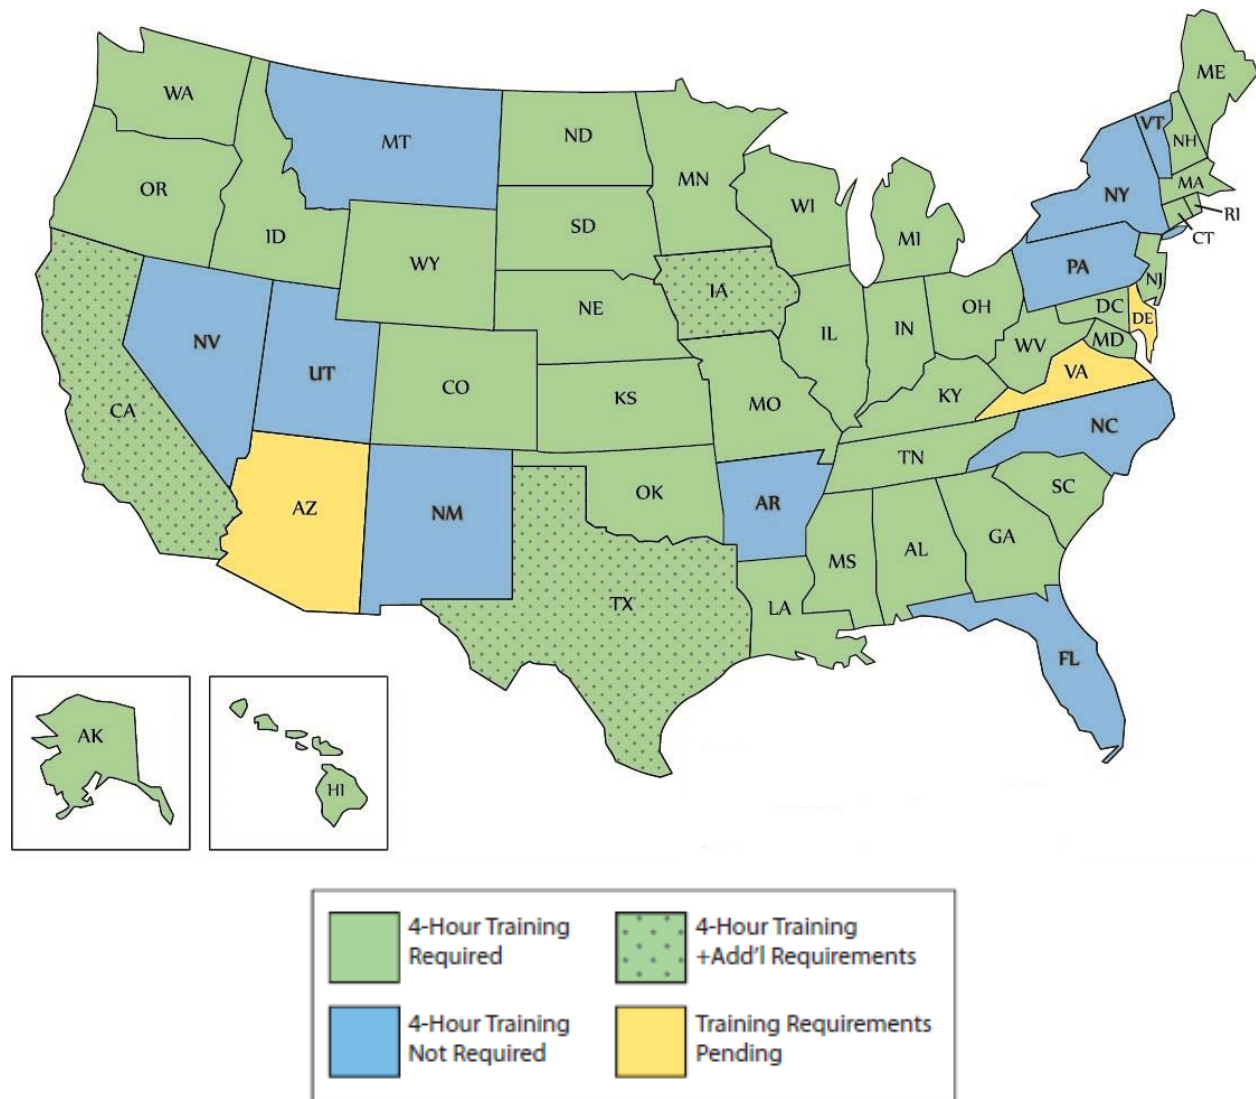 ME
WA
VT
NH
MT
ND
MN
OR
MA
WI
NY
RI
ID
SD
MI
CT
WY
PA
IA
NJ
NE
OH
DC
DE
IL
IN
WV
MD
NV
UT
VA
CO
KS
MO
KY
CA
NC
TN
OK
SC
AZ
NM
AR
GA
MS
AL
TX
LA
FL
AK
HI
4-Hour Training
Required
4-Hour Training
+Add'l Requirements
4-Hour Training
Not Required
Training Requirements
Pending